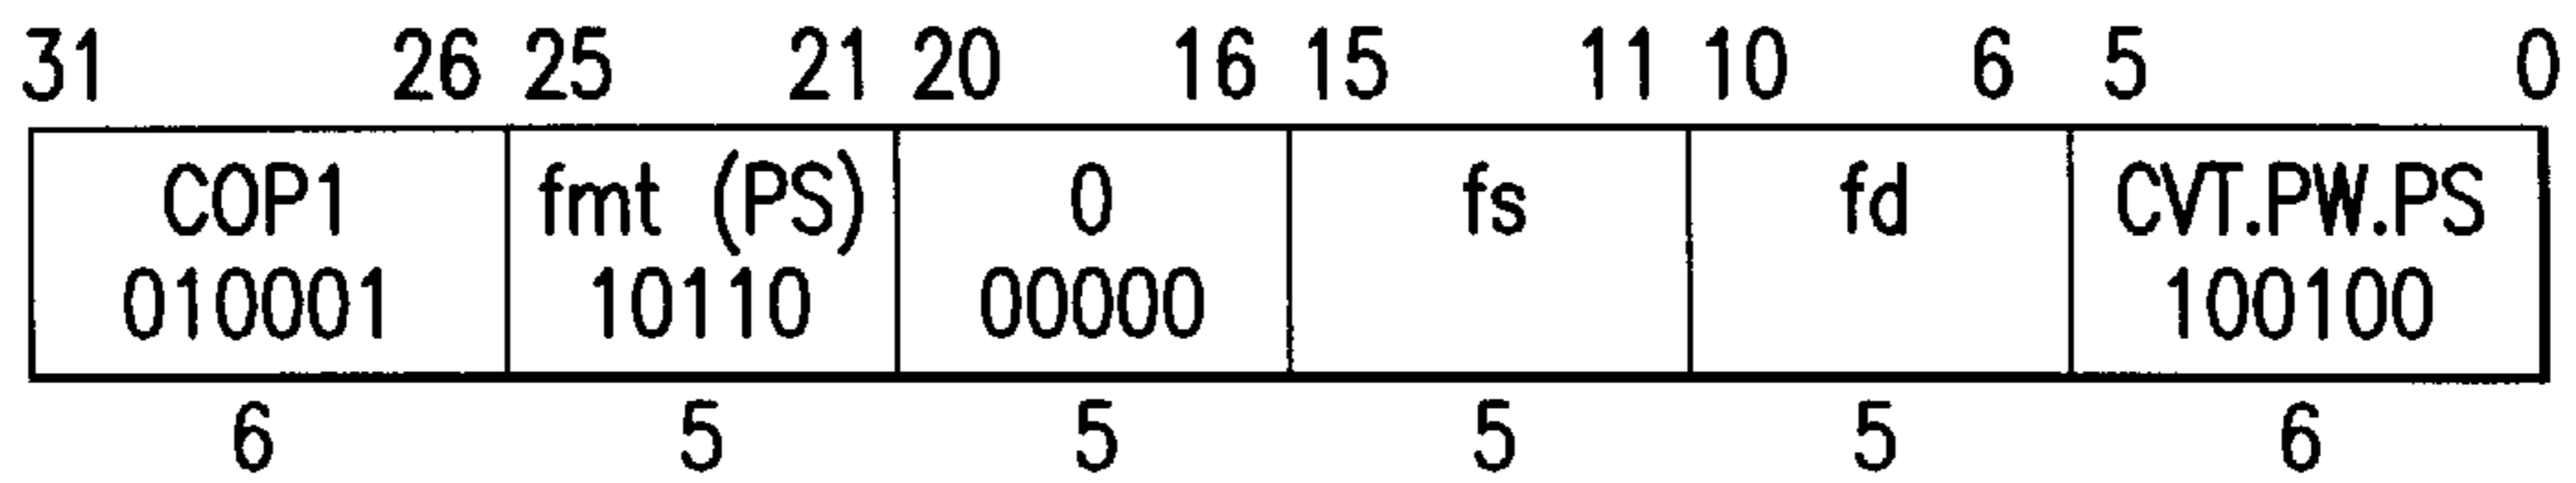 31 26 25 21 20 16 15 11 10 6 5 0
COP1 fmt (PS) 0 fs fd CVT.PW.PS
010001 10110 00000 100100
6 5 5 5 5 6